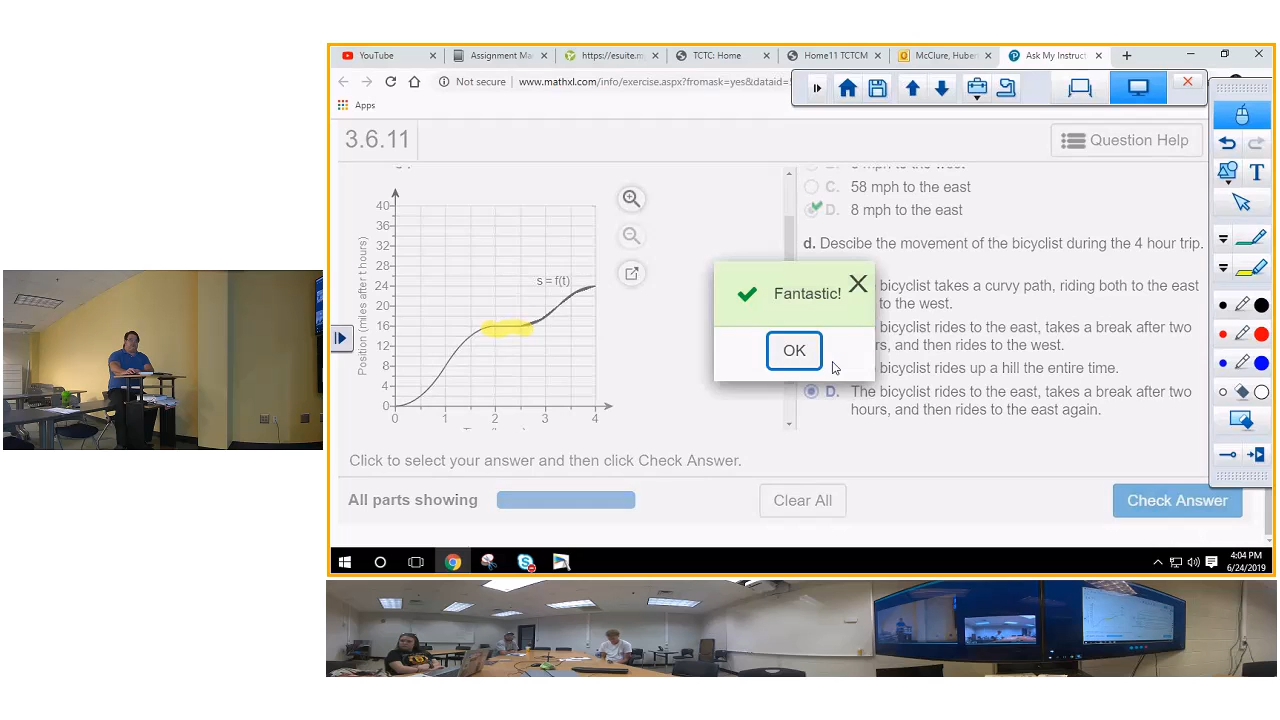 YouTube
Assignment Ma
https://esuite.m
TCTC: Home
Home11 TCTCM
McClure, Huber
Ask My Instruct
Not secure
www.mathxl.com/info/exercise.aspx?fromask=yes&dataid=
Apps
3.6.11
Question Help
Position (miles after t hours)
40
36
32
28
24
20
16
12
8
4
0
0
1
2
3
4
s = f(t)
C. 58 mph to the east
D. 8 mph to the east
d. Descibe the movement of the bicyclist during the 4 hour trip.
bicyclist takes a curvy path, riding both to the east
to the west.
bicyclist rides to the east, takes a break after two
rs, and then rides to the west.
bicyclist rides up a hill the entire time.
D. The bicyclist rides to the east, takes a break after two
hours, and then rides to the east again.
Fantastic!
OK
Click to select your answer and then click Check Answer.
All parts showing
Clear All
Check Answer
T
4:04 PM
6/24/2019